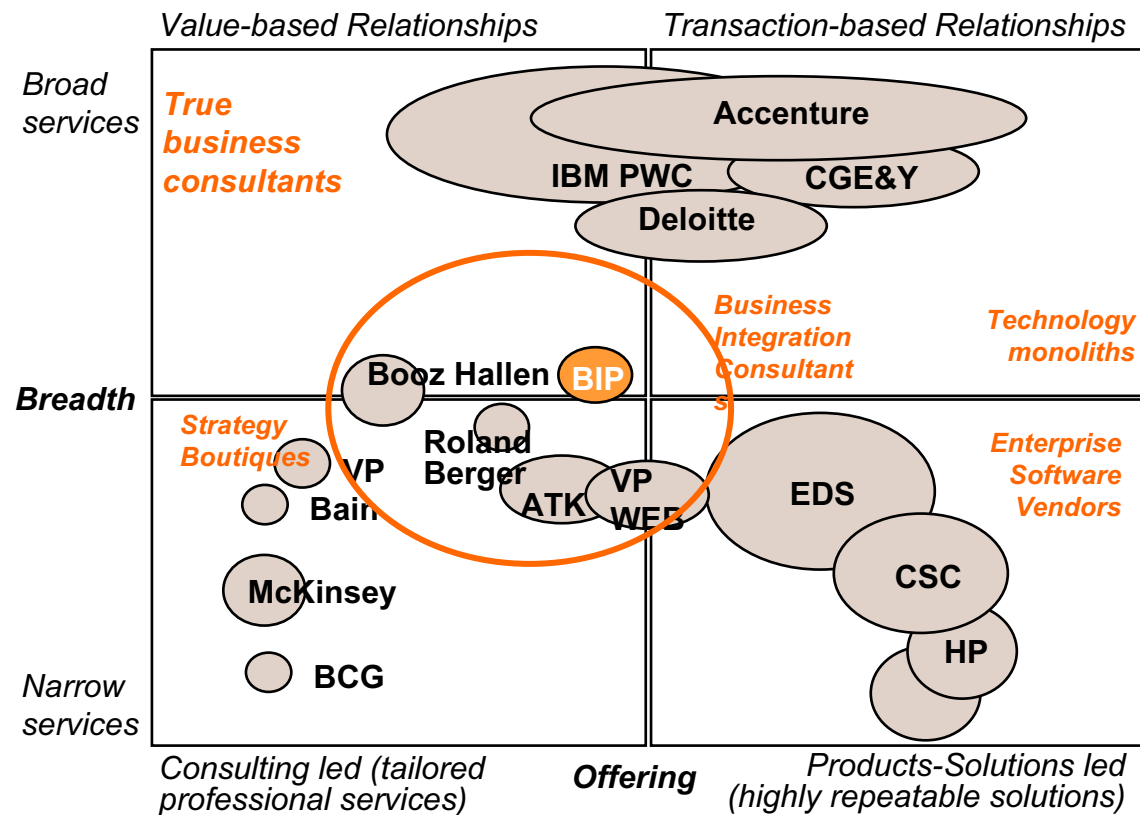 Value-based Relationships
Transaction-based Relationships
Broad
services
True
business
consultants
Accenture
IBM PWC
CGE&Y
Deloitte
Business
Integration
Consultant
s
Technology
monoliths
Booz Hallen
BIP
Breadth
Strategy
Boutiques
Roland
Berger
Enterprise
Software
Vendors
VP
Bain
ATK
VP
WEB
EDS
CSC
McKinsey
HP
BCG
Narrow
services
Consulting led (tailored
professional services)
Offering
Products-Solutions led
(highly repeatable solutions)